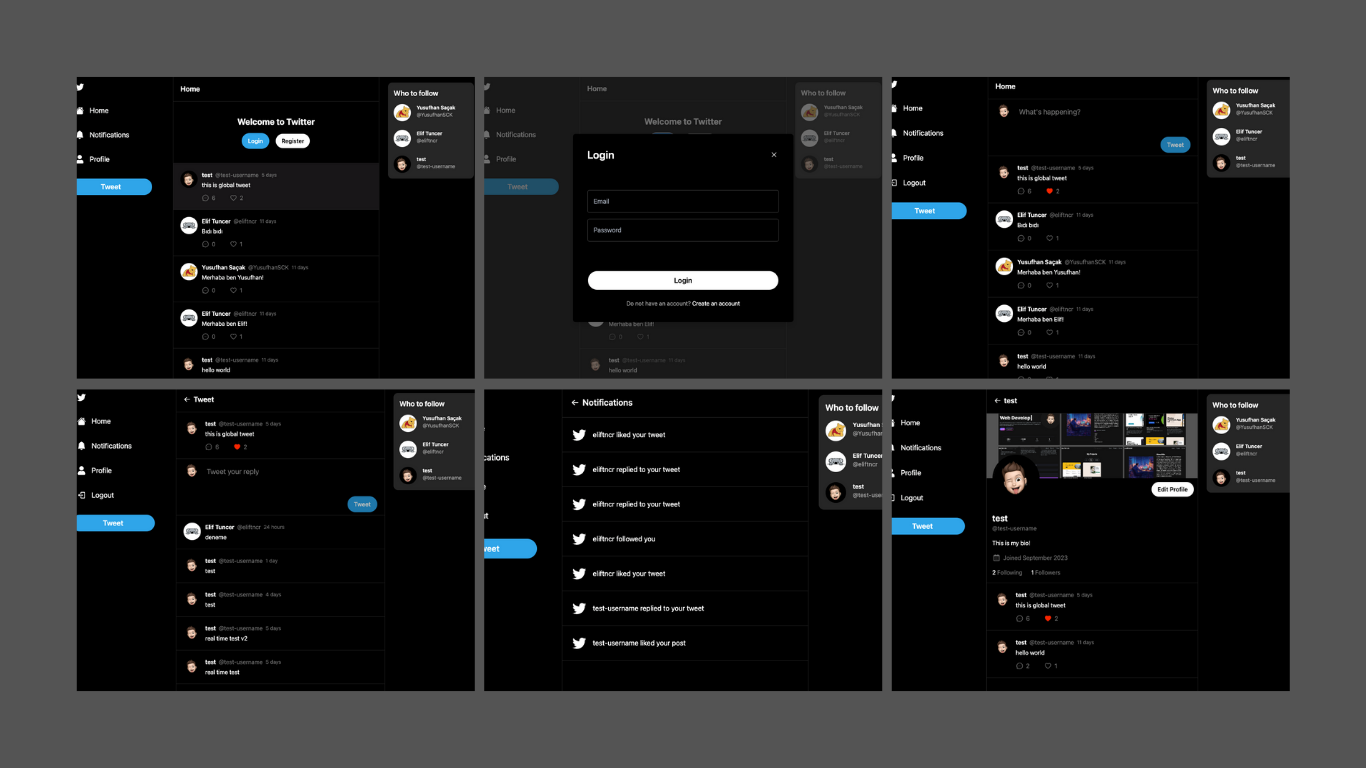 Home
Notifications
Profile
Tweet
Home
Welcome to Twitter
Login Register
test @test-username 5 days
this is global tweet
6 2
Elif Tuncer @eliftncr 11 days
Bıdı bıdı
0 1
Yusufhan Saçak @YusufhanSCK 11 days
Merhaba ben Yusufhan!
0 1
Elif Tuncer @eliftncr 11 days
Merhaba ben Elif!
0 1
test @test-username 11 days
hello world
Who to follow
Yusufhan Saçak
@YusufhanSCK
Elif Tuncer
@eliftncr
test
@test-username
Home
Notifications
Profile
Tweet
Home
Welcome to Twitter
Login
Email
Password
Login
Do not have an account? Create an account
Merhaba ben Elif!
0 1
test @test-username 11 days
hello world
Who to follow
Yusufhan Saçak
@YusufhanSCK
Elif Tuncer
@eliftncr
test
@test-username
Home
Notifications
Profile
Logout
Tweet
Home
What's happening?
Tweet
test @test-username 5 days
this is global tweet
6 2
Elif Tuncer @eliftncr 11 days
Bıdı bıdı
0 1
Yusufhan Saçak @YusufhanSCK 11 days
Merhaba ben Yusufhan!
0 1
Elif Tuncer @eliftncr 11 days
Merhaba ben Elif!
0 1
test @test-username 11 days
hello world
Who to follow
Yusufhan Saçak
@YusufhanSCK
Elif Tuncer
@eliftncr
test
@test-username
Home
Notifications
Profile
Logout
Tweet
← Tweet
test @test-username 5 days
this is global tweet
6 2
Tweet your reply
Tweet
Elif Tuncer @eliftncr 24 hours
deneme
test @test-username 1 day
test
test @test-username 4 days
test
test @test-username 5 days
real time test v2
test @test-username 5 days
real time test
Who to follow
Yusufhan Saçak
@YusufhanSCK
Elif Tuncer
@eliftncr
test
@test-username
cations
e
ut
weet
← Notifications
eliftncr liked your tweet
eliftncr replied to your tweet
eliftncr replied to your tweet
eliftncr followed you
eliftncr liked your tweet
test-username replied to your tweet
test-username liked your post
Who to follow
Yusufhan
@Yusufhan
Elif Tuncer
@eliftncr
test
@test-use
Home
Notifications
Profile
Logout
Tweet
← test
Web Develop|
Edit Profile
test
@test-username
This is my bio!
Joined September 2023
2 Following 1 Followers
test @test-username 5 days
this is global tweet
6 2
test @test-username 11 days
hello world
2 1
Who to follow
Yusufhan Saçak
@YusufhanSCK
Elif Tuncer
@eliftncr
test
@test-username